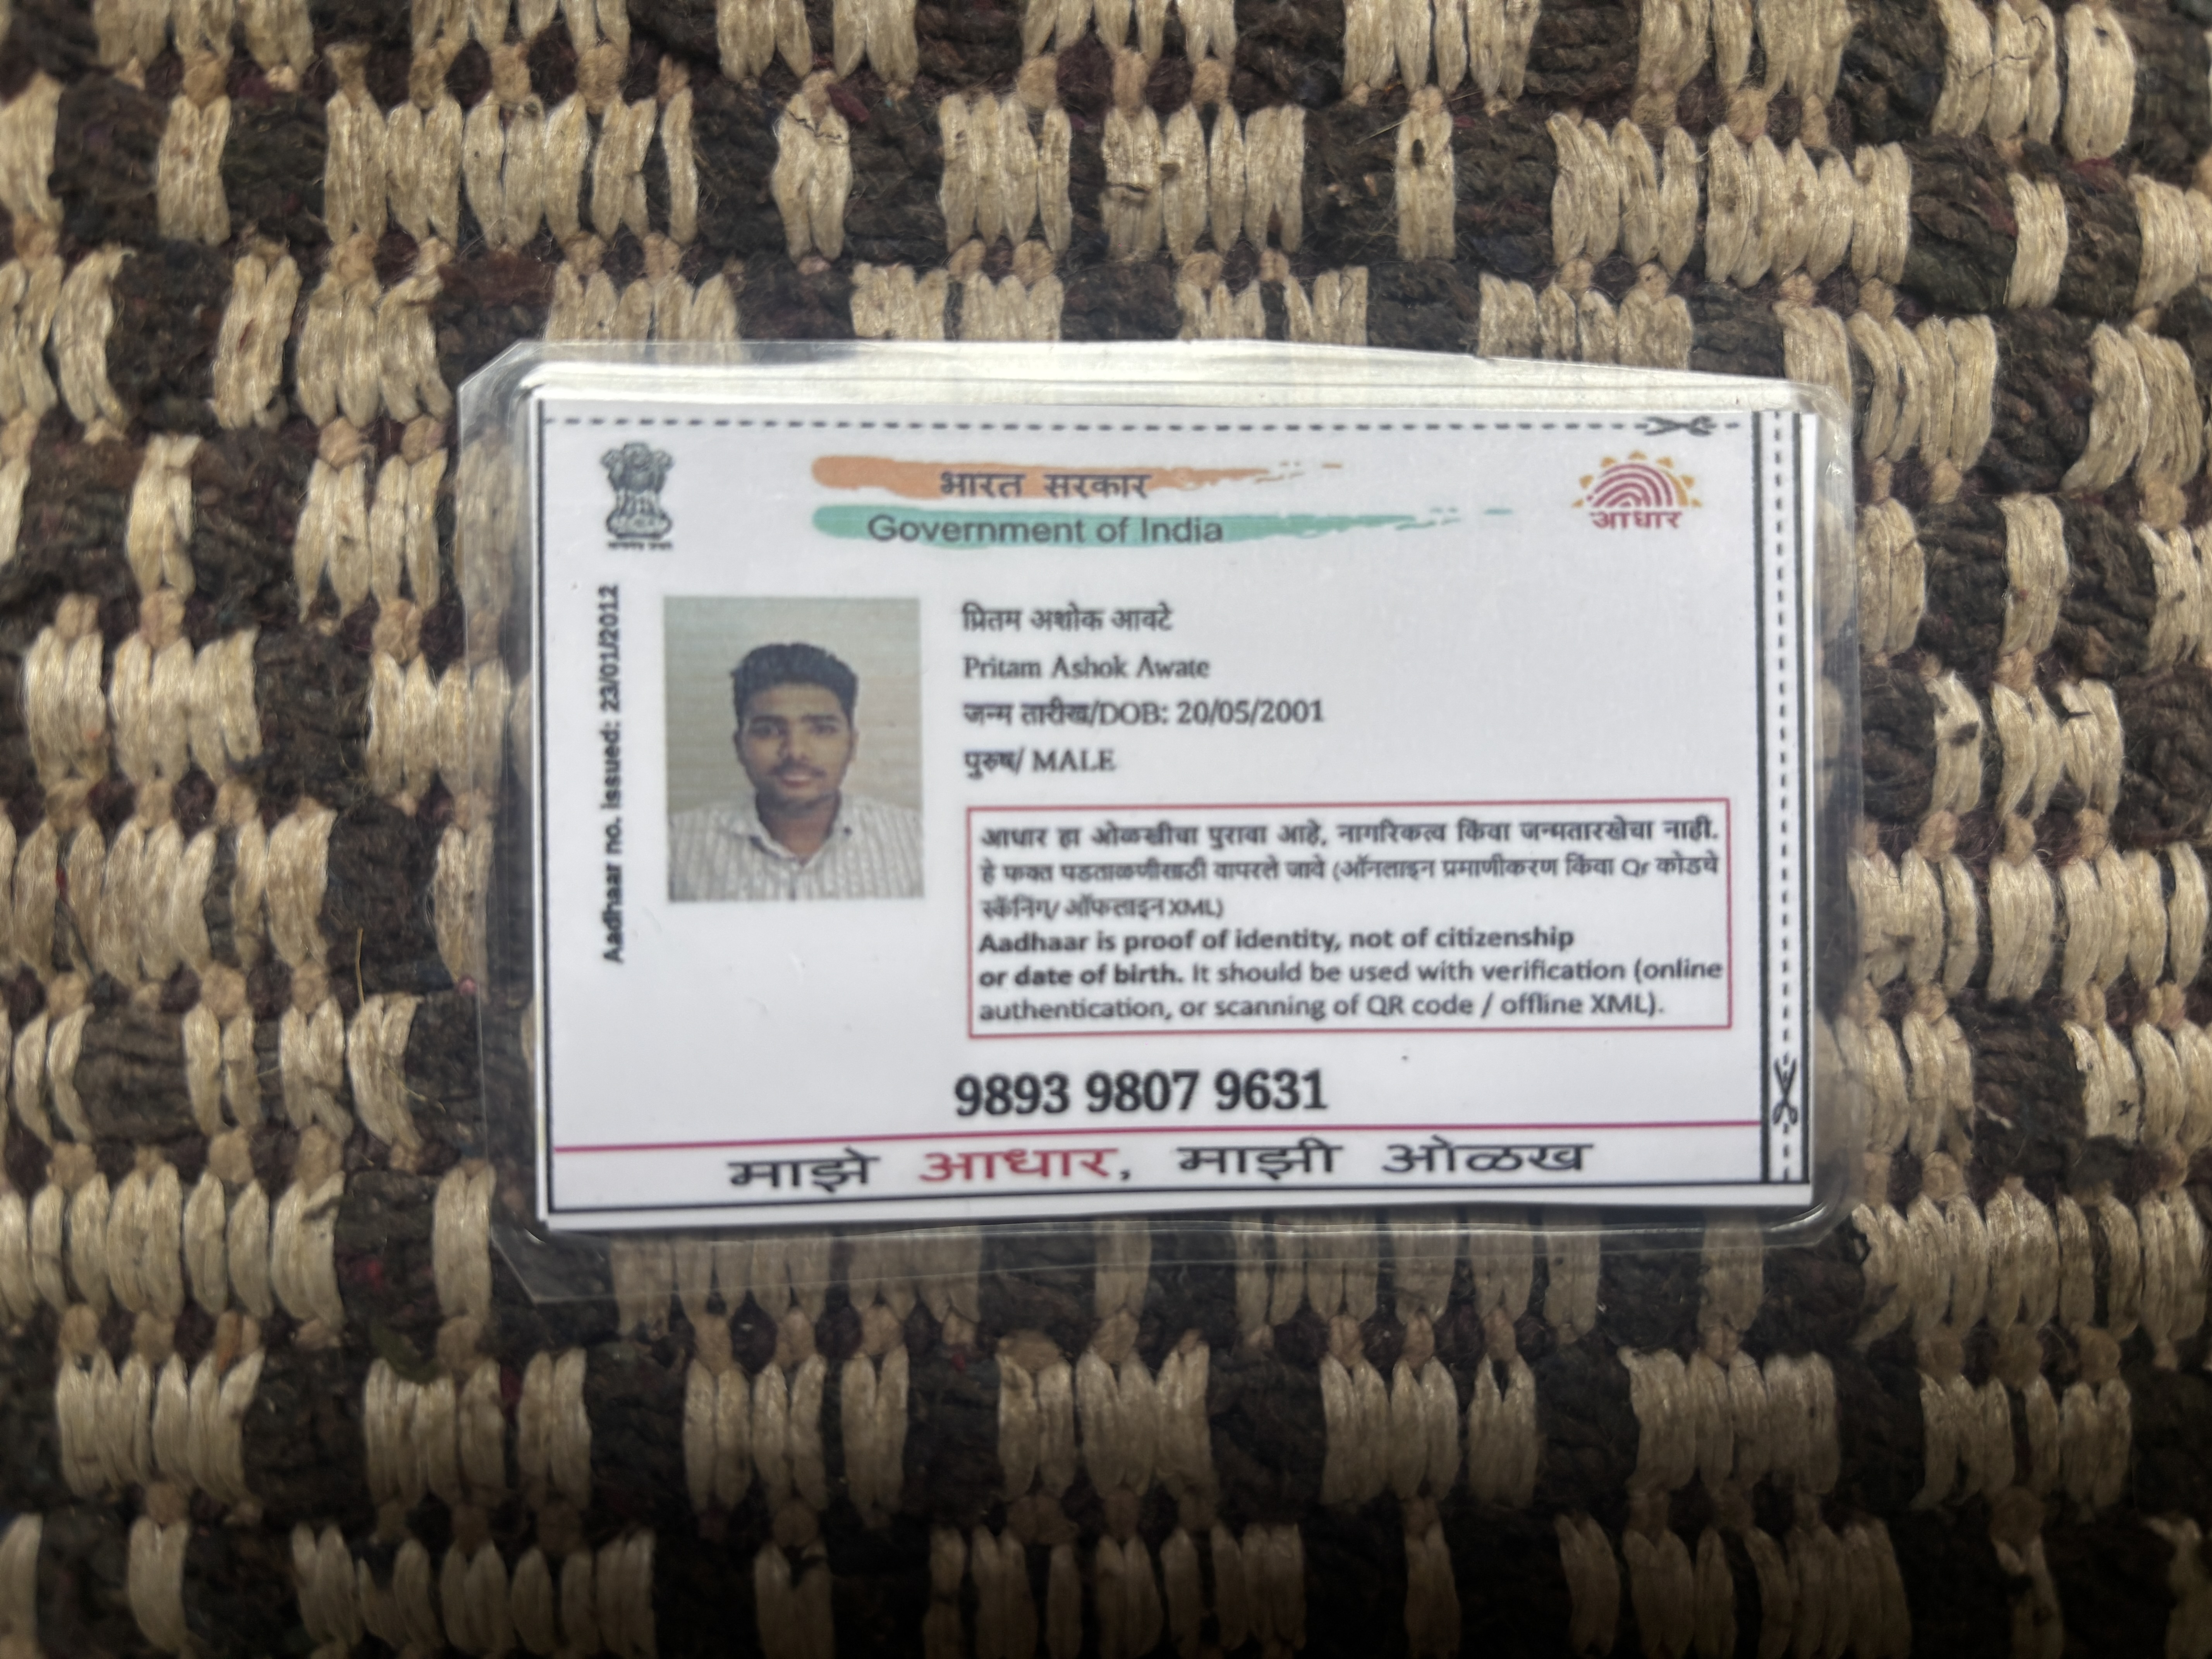 भारत सरकार
Government of India
आधार
Aadhaar no. issued: 23/01/2012
प्रितम अशोक आवटे
Pritam Ashok Awate
जन्म तारीख/DOB: 20/05/2001
पुरुष/ MALE
आधार हा ओळखीचा पुरावा आहे, नागरिकत्व किंवा जन्मतारखेचा नाही.
हे फक्त पडताळणीसाठी वापरले जावे (ऑनलाइन प्रमाणीकरण किंवा Qr कोडचे
स्कॅनिंग/ ऑफलाइन XML)
Aadhaar is proof of identity, not of citizenship
or date of birth. It should be used with verification (online
authentication, or scanning of QR code / offline XML).
9893 9807 9631
माझे आधार, माझी ओळख